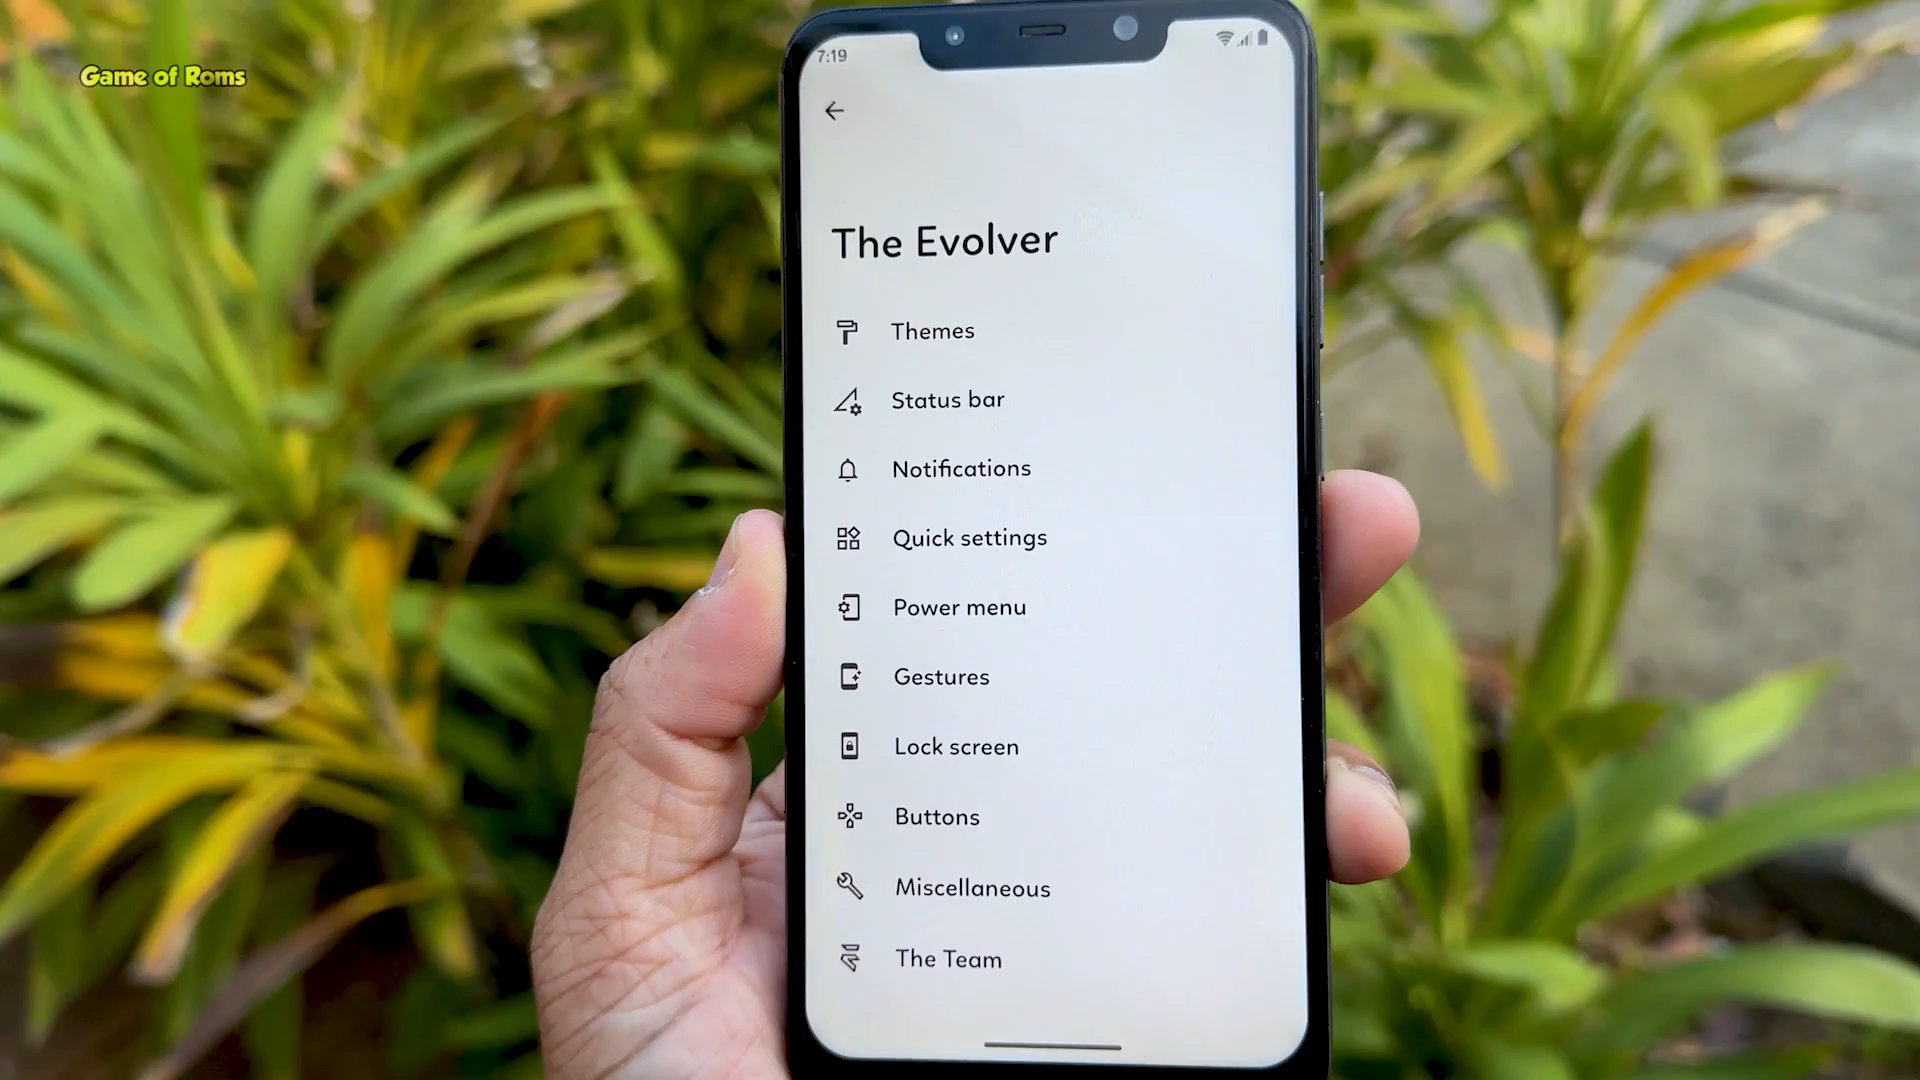 Game of Roms
7:19
The Evolver
Themes
Status bar
Notifications
Quick settings
Power menu
Gestures
Lock screen
Buttons
Miscellaneous
The Team